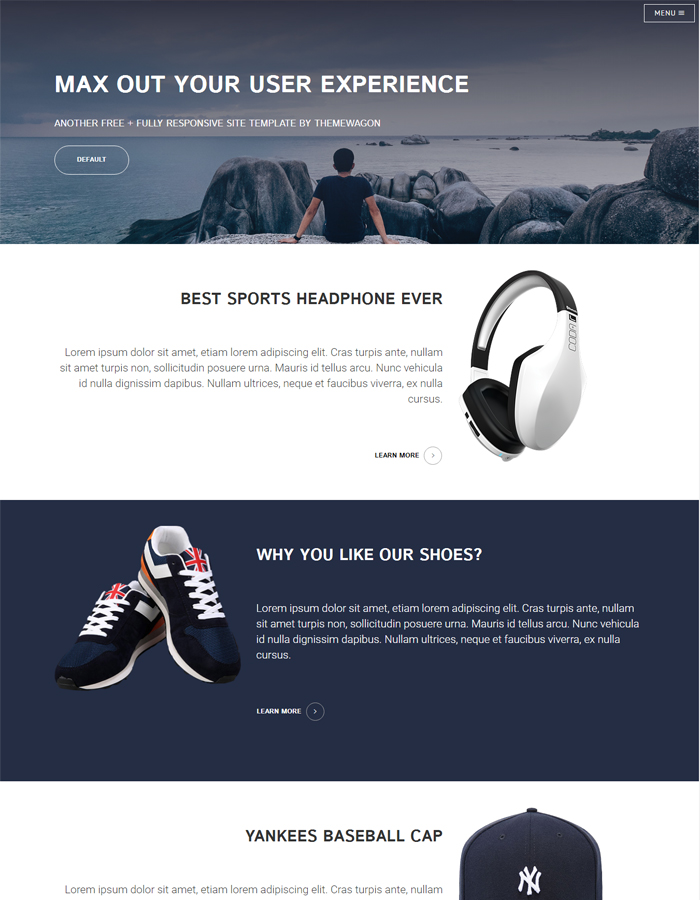 MENU
MAX OUT YOUR USER EXPERIENCE
ANOTHER FREE + FULLY RESPONSIVE SITE TEMPLATE BY THEMEWAGON
DEFAULT
BEST SPORTS HEADPHONE EVER
Lorem ipsum dolor sit amet, etiam lorem adipiscing elit. Cras turpis ante, nullam
sit amet turpis non, sollicitudin posuere urna. Mauris id tellus arcu. Nunc vehicula
id nulla dignissim dapibus. Nullam ultrices, neque et faucibus viverra, ex nulla
cursus.
LEARN MORE
WHY YOU LIKE OUR SHOES?
Lorem ipsum dolor sit amet, etiam lorem adipiscing elit. Cras turpis ante, nullam
sit amet turpis non, sollicitudin posuere urna. Mauris id tellus arcu. Nunc vehicula
id nulla dignissim dapibus. Nullam ultrices, neque et faucibus viverra, ex nulla
cursus.
LEARN MORE
YANKEES BASEBALL CAP
NY
Lorem ipsum dolor sit amet, etiam lorem adipiscing elit. Cras turpis ante, nullam